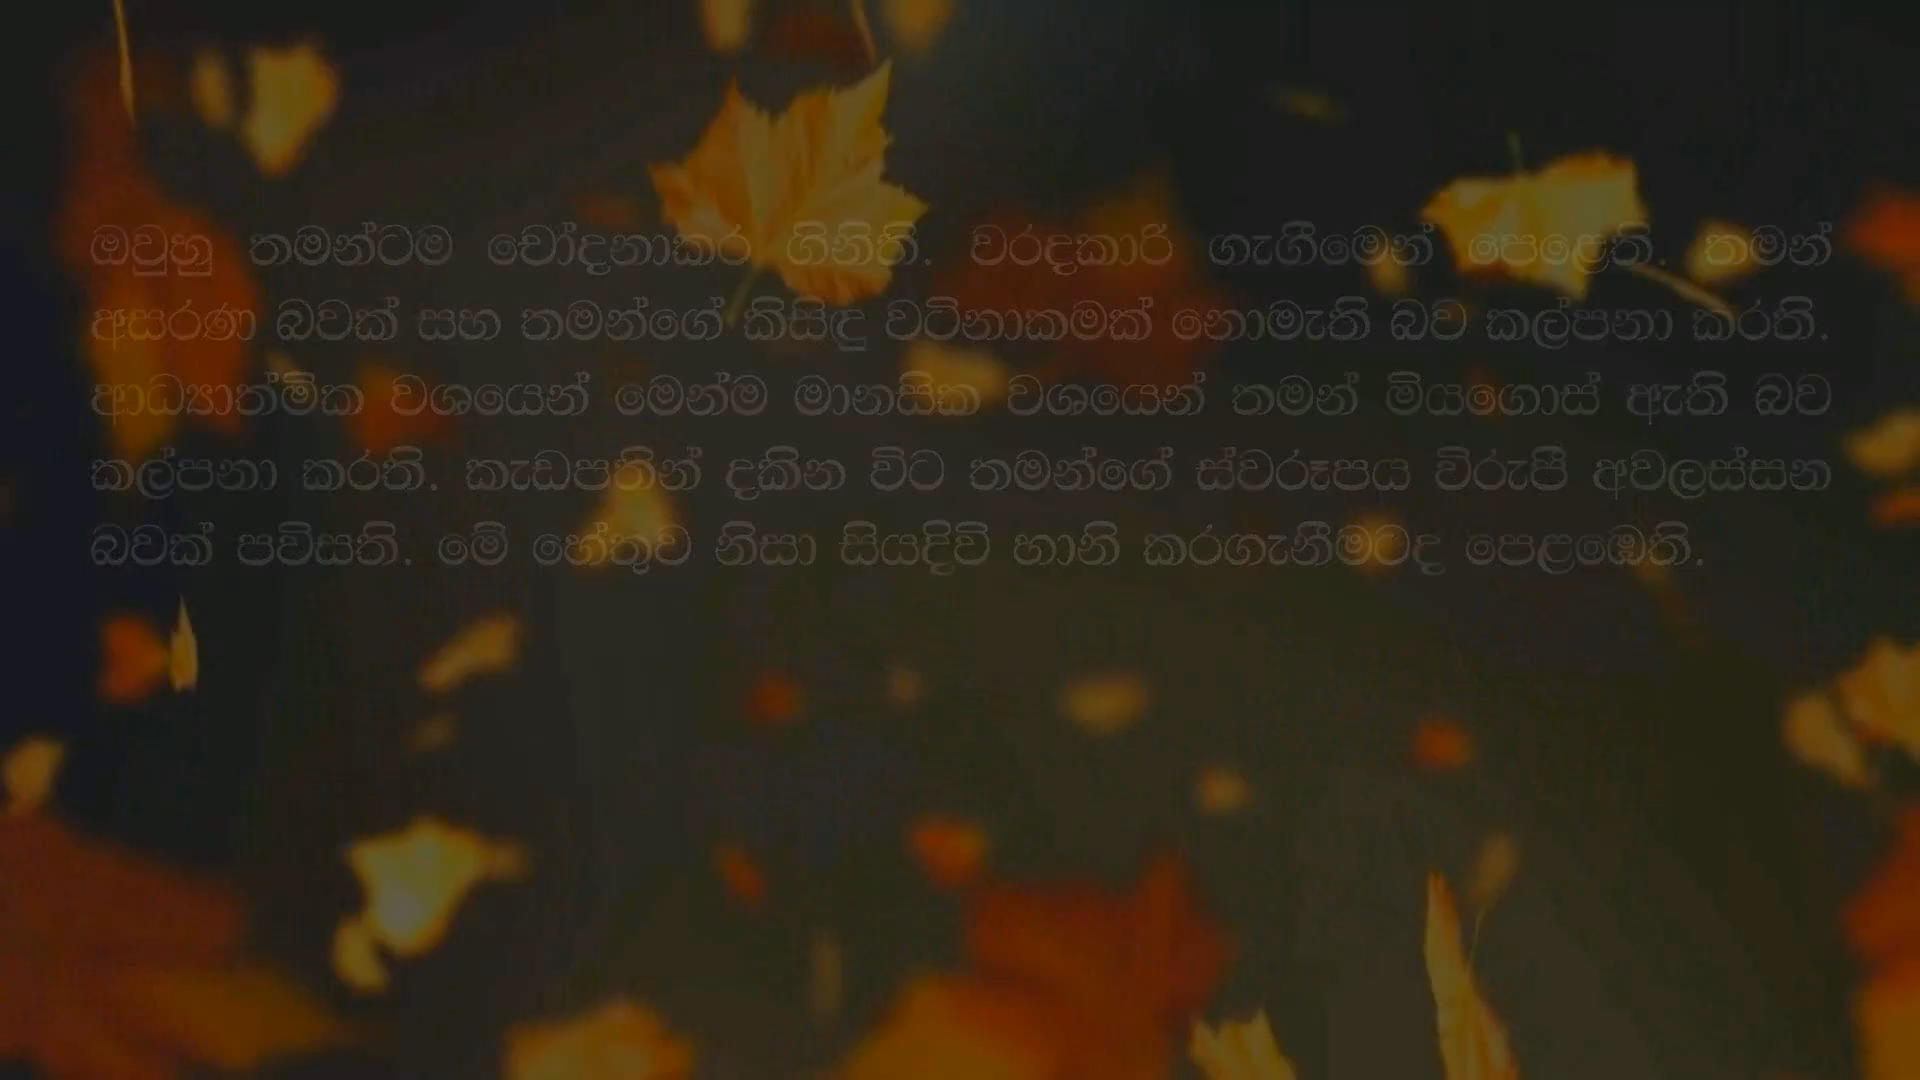 ඔවුහු තමන්ටම චෝදනාද ගිනිති. වරදකාරී හැඟීමෙන් පෙළෙති. තමන්
අසරණ බවක් සහ තමන්ගේ කිසිදු වටිනාකමක් නොමැති බව කල්පනා කරති.
ආධ්‍යාත්මික වශයෙන් මෙන්ම මානසික වශයෙන් තමන් මියගොස් ඇති බව
කල්පනා කරති. කැඩපතින් දකින විට තමන්ගේ ස්වරූපය විරූපී අවලස්සන
බවක් පවසති. මේ හේතුව නිසා සියදිවි හානි කරගැනීමටද පෙළඹෙති.